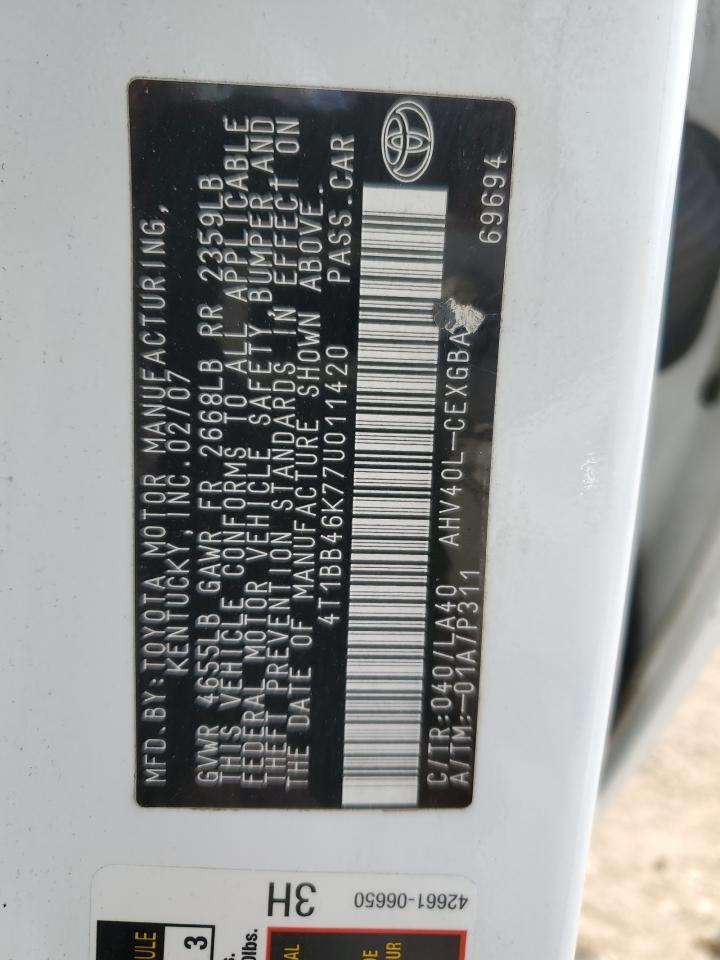 MFD.BY:TOYOTA MOTOR MANUFACTURING,
KENTUCKY,INC.02/07
GVWR 4655LB GAWR FR 2668LB RR 2359LB
THIS VEHICLE CONFORMS TO ALL APPLICABLE
FEDERAL MOTOR VEHICLE SAFETY,BUMPER,AND
THEFT PREVENTION STANDARDS IN EFFECT ON
THE DATE OF MANUFACTURE SHOWN ABOVE.
4T1BB46K77U011420 PASS.CAR
C/TR:040/LA40
A/TM:-01A/P311 AHV40L-CEXGBA
69694
3H
42661-06650
3